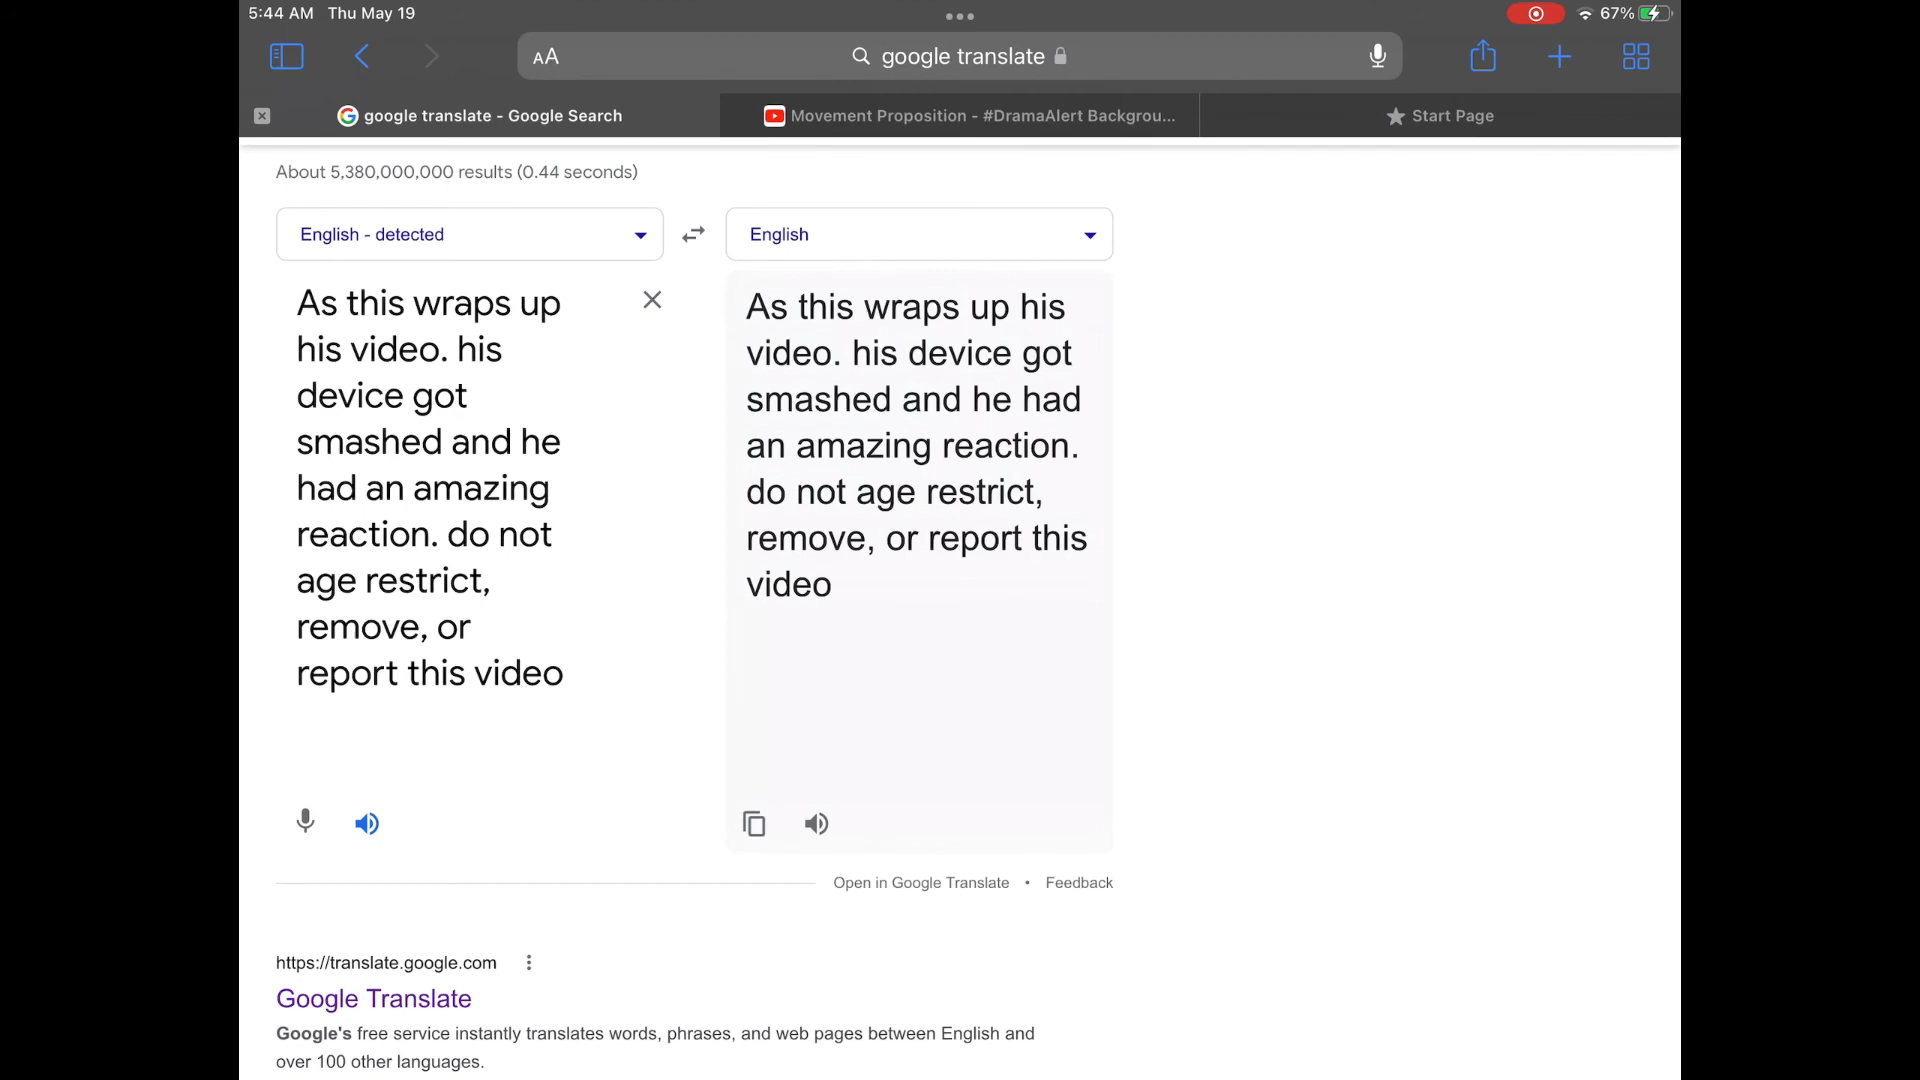 5:44 AM Thu May 19
67%
AA google translate
google translate - Google Search
Movement Proposition - #DramaAlert Backgrou...
Start Page
About 5,380,000,000 results (0.44 seconds)
English - detected
English
As this wraps up
his video. his
device got
smashed and he
had an amazing
reaction. do not
age restrict,
remove, or
report this video
As this wraps up his
video. his device got
smashed and he had
an amazing reaction.
do not age restrict,
remove, or report this
video
Open in Google Translate • Feedback
https://translate.google.com
Google Translate
Google's free service instantly translates words, phrases, and web pages between English and
over 100 other languages.